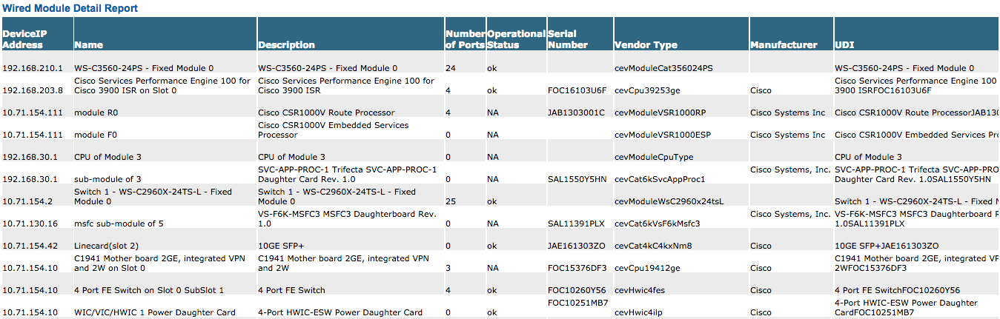 Wired Module Detail Report
DeviceIP Address Name Description Number of Ports Operational Status Serial Number Vendor Type Manufacturer UDI
192.168.210.1 WS-C3560-24PS - Fixed Module 0 WS-C3560-24PS - Fixed Module 0 24 ok cevModuleCat356024PS WS-C3560-24PS - Fixed Module 0
192.168.203.8 Cisco Services Performance Engine 100 for Cisco 3900 ISR on Slot 0 Cisco Services Performance Engine 100 for Cisco 3900 ISR 4 ok FOC16103U6F cevCpu39253ge Cisco Cisco Services Performance Engine 100 3900 ISRFOC16103U6F
10.71.154.111 module R0 Cisco CSR1000V Route Processor 4 NA JAB1303001C cevModuleVSR1000RP Cisco Systems Inc Cisco CSR1000V Route ProcessorJAB130
10.71.154.111 module F0 Cisco CSR1000V Embedded Services Processor 0 NA cevModuleVSR1000ESP Cisco Systems Inc Cisco CSR1000V Embedded Services Pr
192.168.30.1 CPU of Module 3 CPU of Module 3 0 NA cevModuleCpuType CPU of Module 3
192.168.30.1 sub-module of 3 SVC-APP-PROC-1 Trifecta SVC-APP-PROC-1 Daughter Card Rev. 1.0 0 NA SAL1550Y5HN cevCat6kSvcAppProc1 Cisco Systems, Inc. SVC-APP-PROC-1 Trifecta SVC-APP-PRO Daughter Card Rev. 1.0SAL1550Y5HN
10.71.154.2 Switch 1 - WS-C2960X-24TS-L - Fixed Module 0 Switch 1 - WS-C2960X-24TS-L - Fixed Module 0 25 ok cevModuleWsC2960x24tsL Switch 1 - WS-C2960X-24TS-L - Fixed M
10.71.130.16 msfc sub-module of 5 VS-F6K-MSFC3 MSFC3 Daughterboard Rev. 1.0 0 NA SAL11391PLX cevCat6kVsF6kMsfc3 Cisco Systems, Inc. VS-F6K-MSFC3 MSFC3 Daughterboard R 1.0SAL11391PLX
10.71.154.42 Linecard(slot 2) 10GE SFP+ 0 ok JAE161303ZO cevCat4kC4kxNm8 Cisco 10GE SFP+JAE161303ZO
10.71.154.10 C1941 Mother board 2GE, integrated VPN and 2W on Slot 0 C1941 Mother board 2GE, integrated VPN and 2W 3 NA FOC15376DF3 cevCpu19412ge Cisco C1941 Mother board 2GE, integrated VP 2WFOC15376DF3
10.71.154.10 4 Port FE Switch on Slot 0 SubSlot 1 4 Port FE Switch 4 ok FOC10260Y56 cevHwic4fes Cisco 4 Port FE SwitchFOC10260Y56
10.71.154.10 WIC/VIC/HWIC 1 Power Daughter Card 4-Port HWIC-ESW Power Daughter Card 0 ok FOC10251MB7 cevHwic4ilp Cisco 4-Port HWIC-ESW Power Daughter CardFOC10251MB7